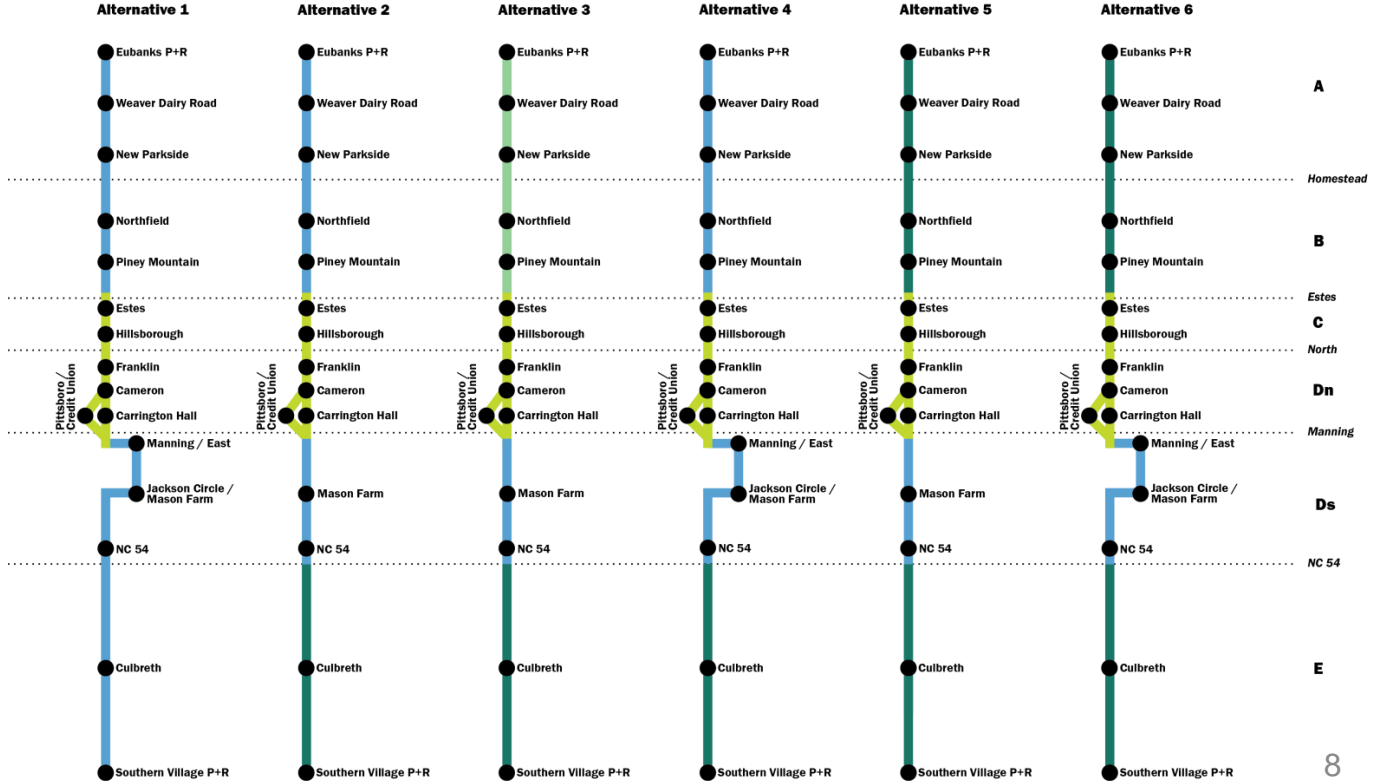 Alternative 1
Alternative 2
Alternative 3
Alternative 4
Alternative 5
Alternative 6
Eubanks P+R
Eubanks P+R
Eubanks P+R
Eubanks P+R
Eubanks P+R
Eubanks P+R
A
Weaver Dairy Road
Weaver Dairy Road
Weaver Dairy Road
Weaver Dairy Road
Weaver Dairy Road
Weaver Dairy Road
New Parkside
New Parkside
New Parkside
New Parkside
New Parkside
New Parkside
Homestead
Northfield
Northfield
Northfield
Northfield
Northfield
Northfield
B
Piney Mountain
Piney Mountain
Piney Mountain
Piney Mountain
Piney Mountain
Piney Mountain
Estes
Estes
Estes
Estes
Estes
Estes
Estes
C
Hillsborough
Hillsborough
Hillsborough
Hillsborough
Hillsborough
Hillsborough
North
Franklin
Franklin
Franklin
Franklin
Franklin
Franklin
Cameron
Cameron
Cameron
Cameron
Cameron
Cameron
Dn
Pittsboro /
Credit Union
Pittsboro /
Credit Union
Pittsboro /
Credit Union
Pittsboro /
Credit Union
Pittsboro /
Credit Union
Pittsboro /
Credit Union
Carrington Hall
Carrington Hall
Carrington Hall
Carrington Hall
Carrington Hall
Carrington Hall
Manning
Manning / East
Manning / East
Manning / East
Jackson Circle /
Mason Farm
Mason Farm
Mason Farm
Jackson Circle /
Mason Farm
Mason Farm
Jackson Circle /
Mason Farm
Ds
NC 54
NC 54
NC 54
NC 54
NC 54
NC 54
NC 54
Culbreth
Culbreth
Culbreth
Culbreth
Culbreth
Culbreth
E
Southern Village P+R
Southern Village P+R
Southern Village P+R
Southern Village P+R
Southern Village P+R
Southern Village P+R
8